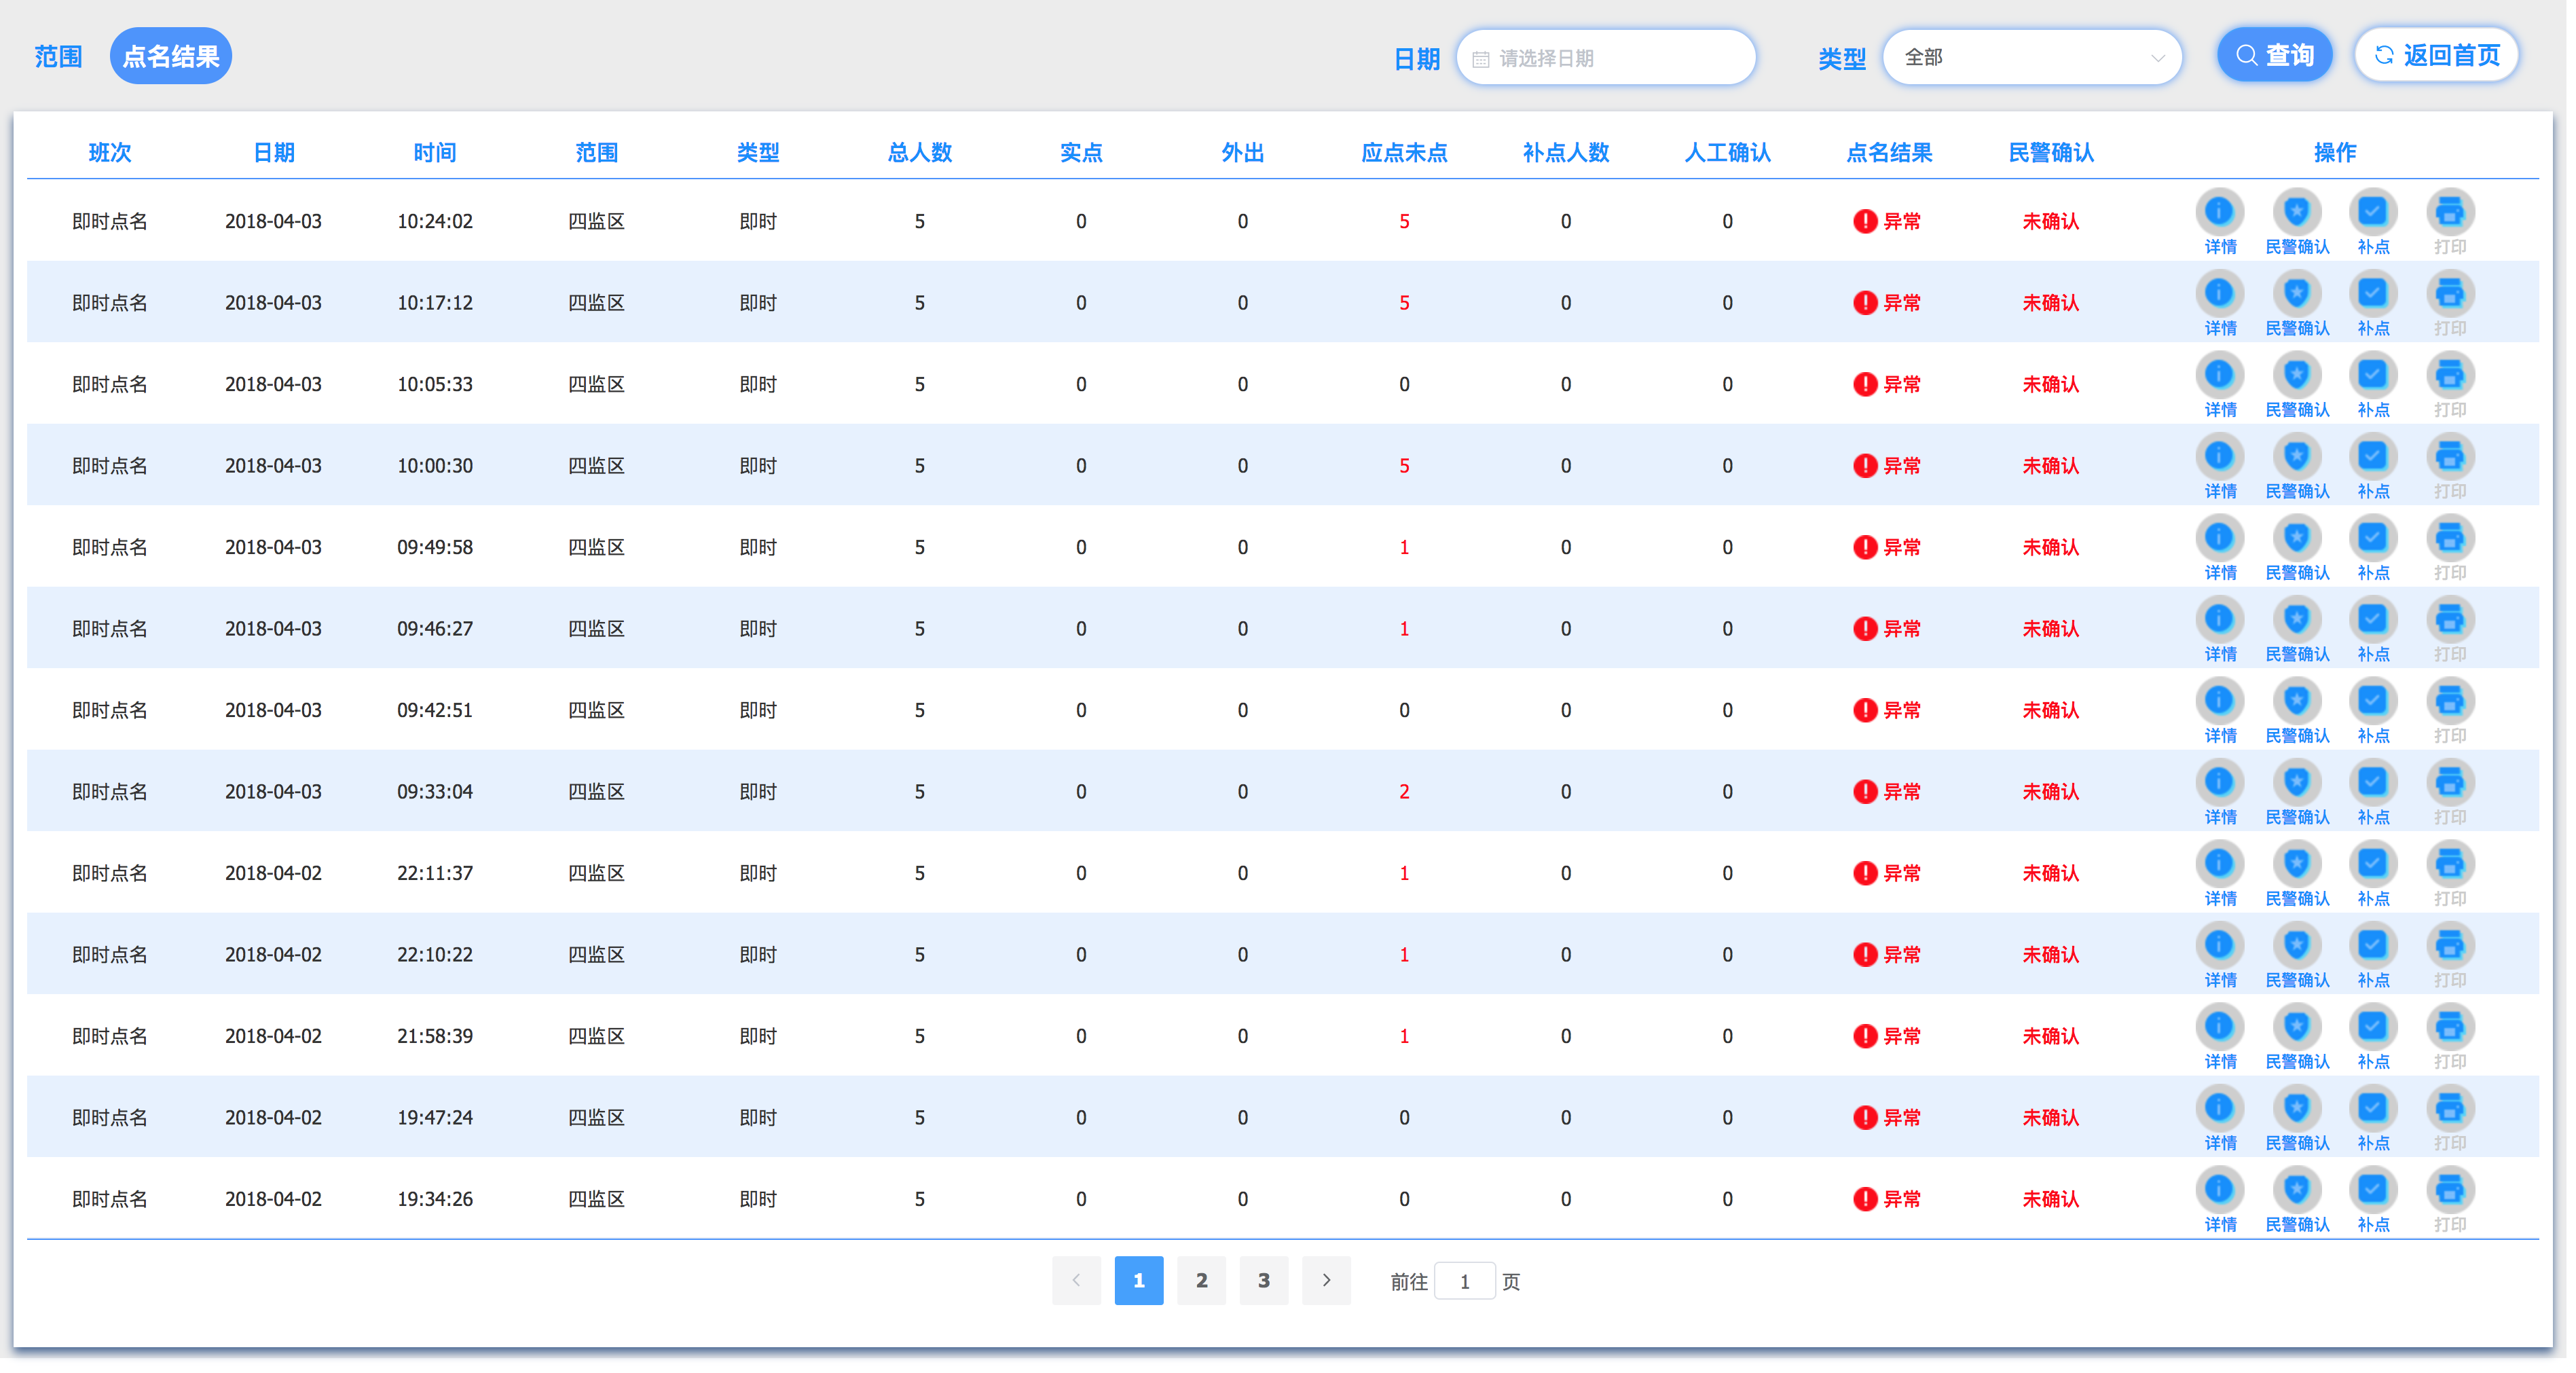 范围 点名结果 日期 请选择日期 类型 全部 查询 返回首页
班次 日期 时间 范围 类型 总人数 实点 外出 应点未点 补点人数 人工确认 点名结果 民警确认 操作
即时点名 2018-04-03 10:24:02 四监区 即时 5 0 0 5 0 0 异常 未确认
详情 民警确认 补点 打印
即时点名 2018-04-03 10:17:12 四监区 即时 5 0 0 5 0 0 异常 未确认
详情 民警确认 补点 打印
即时点名 2018-04-03 10:05:33 四监区 即时 5 0 0 0 0 0 异常 未确认
详情 民警确认 补点 打印
即时点名 2018-04-03 10:00:30 四监区 即时 5 0 0 5 0 0 异常 未确认
详情 民警确认 补点 打印
即时点名 2018-04-03 09:49:58 四监区 即时 5 0 0 1 0 0 异常 未确认
详情 民警确认 补点 打印
即时点名 2018-04-03 09:46:27 四监区 即时 5 0 0 1 0 0 异常 未确认
详情 民警确认 补点 打印
即时点名 2018-04-03 09:42:51 四监区 即时 5 0 0 0 0 0 异常 未确认
详情 民警确认 补点 打印
即时点名 2018-04-03 09:33:04 四监区 即时 5 0 0 2 0 0 异常 未确认
详情 民警确认 补点 打印
即时点名 2018-04-02 22:11:37 四监区 即时 5 0 0 1 0 0 异常 未确认
详情 民警确认 补点 打印
即时点名 2018-04-02 22:10:22 四监区 即时 5 0 0 1 0 0 异常 未确认
详情 民警确认 补点 打印
即时点名 2018-04-02 21:58:39 四监区 即时 5 0 0 1 0 0 异常 未确认
详情 民警确认 补点 打印
即时点名 2018-04-02 19:47:24 四监区 即时 5 0 0 0 0 0 异常 未确认
详情 民警确认 补点 打印
即时点名 2018-04-02 19:34:26 四监区 即时 5 0 0 0 0 0 异常 未确认
详情 民警确认 补点 打印
1 2 3 前往 1 页